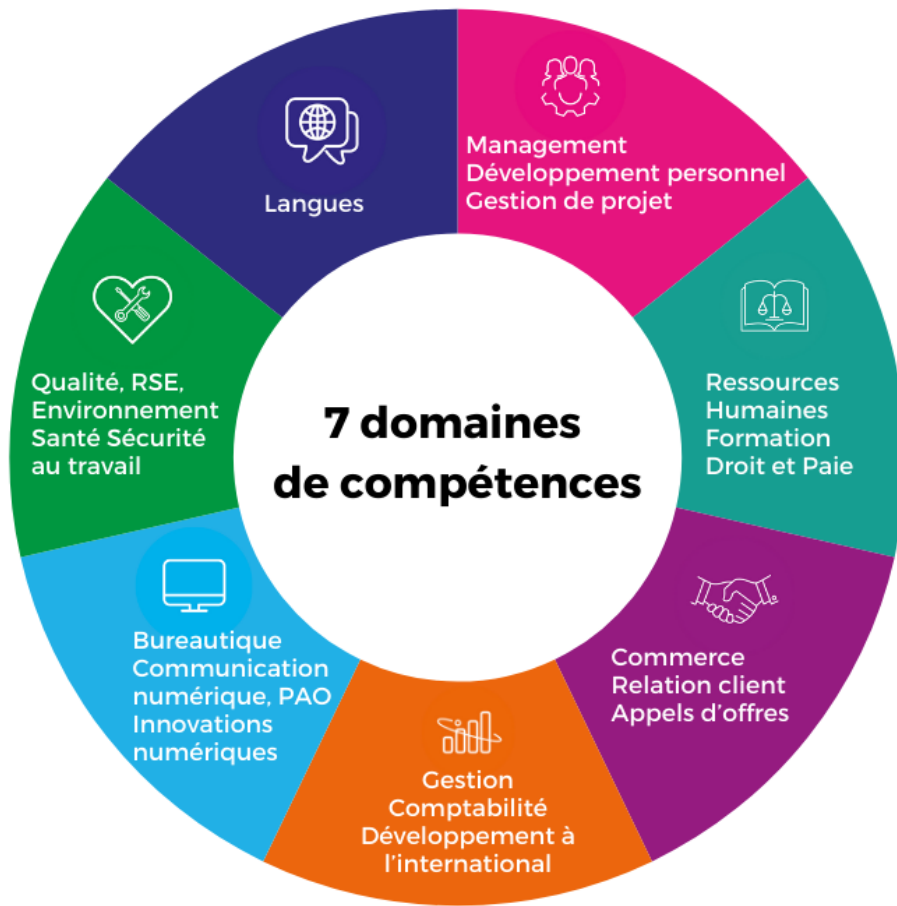 7 domaines
de compétences
Management
Développement personnel
Gestion de projet
Ressources
Humaines
Formation
Droit et Paie
Commerce
Relation client
Appels d'offres
Gestion
Comptabilité
Développement à
l'international
Bureautique
Communication
numérique, PAO
Innovations
numériques
Qualité, RSE,
Environnement
Santé Sécurité
au travail
Langues